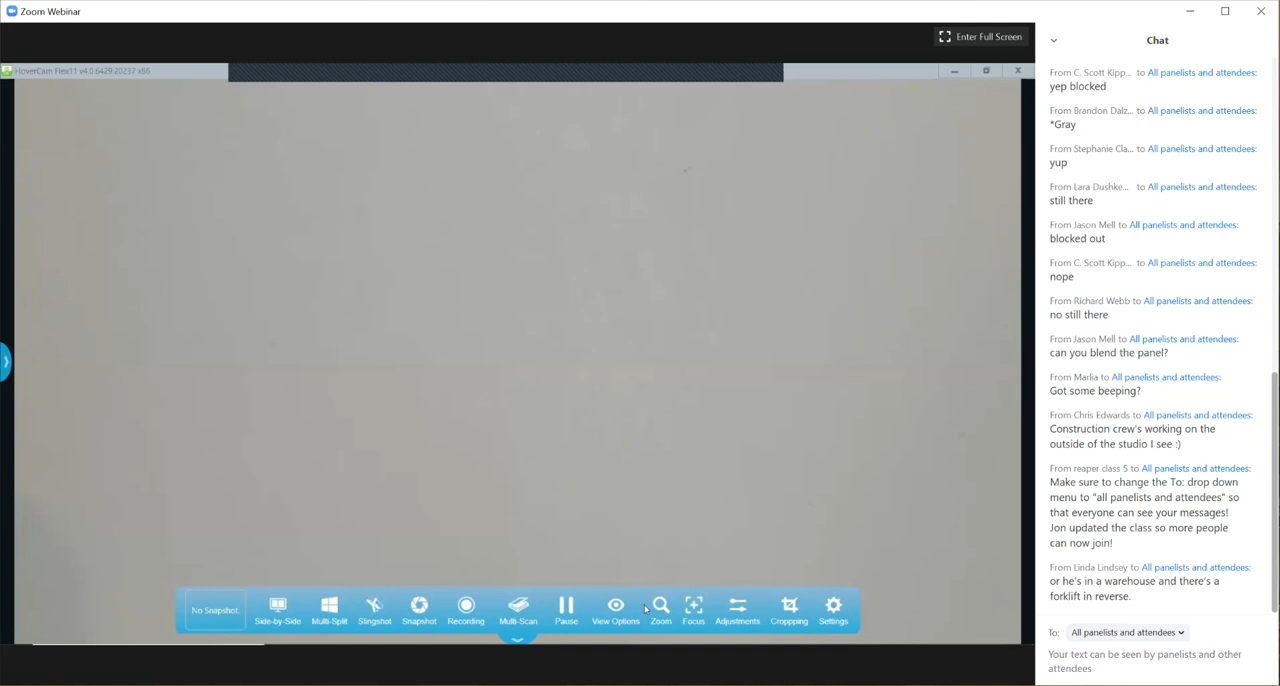 Zoom Webinar
Enter Full Screen
HoverCam Flex11 v4.0.6429.20237 x86
No Snapshot.
Side-by-Side
Multi-Split
Slingshot
Snapshot
Recording
Multi-Scan
Pause
View Options
Zoom
Focus
Adjustments
Croppping
Settings
Chat
From C. Scott Kipp... to All panelists and attendees:
yep blocked
From Brandon Dalz... to All panelists and attendees:
*Gray
From Stephanie Cla... to All panelists and attendees:
yup
From Lara Dushke... to All panelists and attendees:
still there
From Jason Mell to All panelists and attendees:
blocked out
From C. Scott Kipp... to All panelists and attendees:
nope
From Richard Webb to All panelists and attendees:
no still there
From Jason Mell to All panelists and attendees:
can you blend the panel?
From Marlia to All panelists and attendees:
Got some beeping?
From Chris Edwards to All panelists and attendees:
Construction crew's working on the
outside of the studio I see :)
From reaper class 5 to All panelists and attendees:
Make sure to change the To: drop down
menu to "all panelists and attendees" so
that everyone can see your messages!
Jon updated the class so more people
can now join!
From Linda Lindsey to All panelists and attendees:
or he's in a warehouse and there's a
forklift in reverse.
To: All panelists and attendees
Your text can be seen by panelists and other
attendees